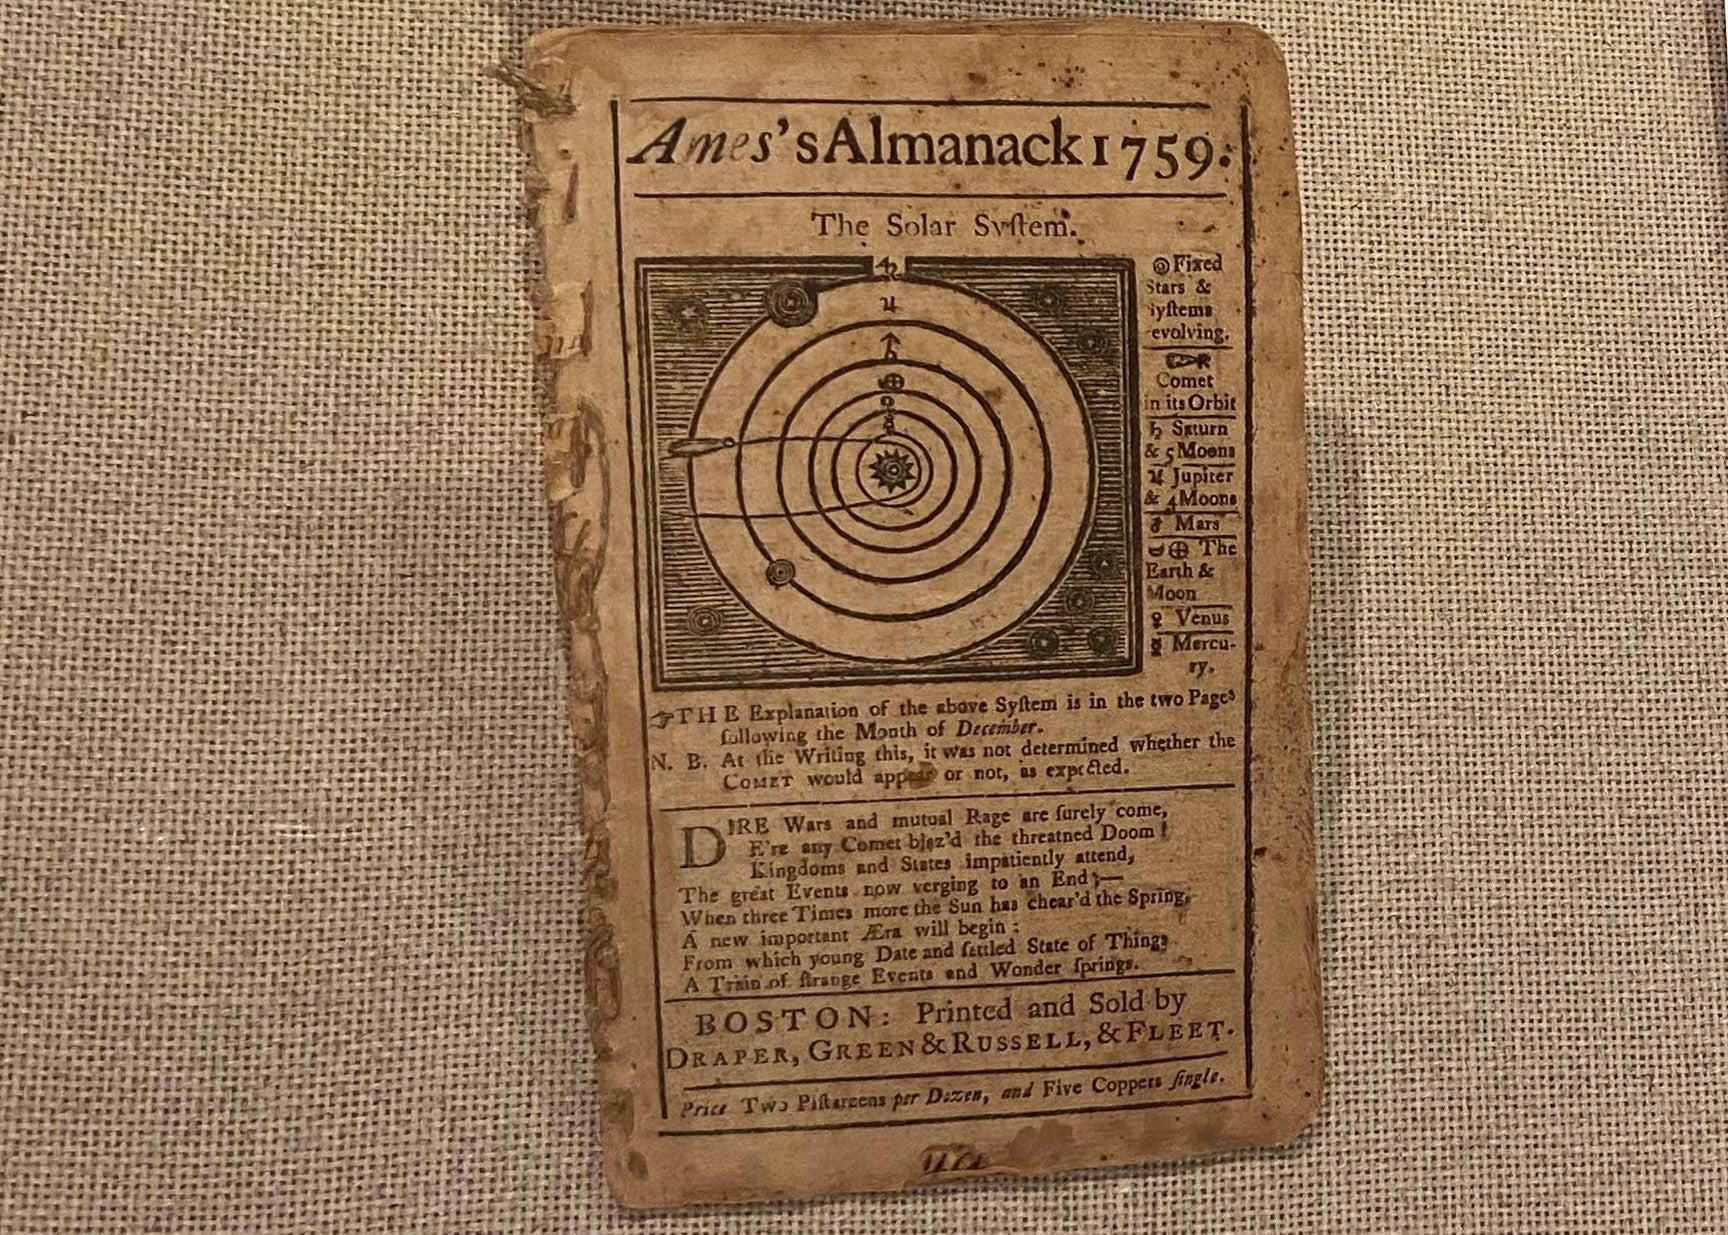 Ames'sAlmanack 1759.
The Solar Syſtem.
♄
♃
♂
☽⊕
♀
☿
◎ Fixed
Stars &
Syſtems
evolving.
Comet
in its Orbit
♄ Saturn
& 5 Moons
♃ Jupiter
& 4 Moons
♂ Mars
☽⊕ The
Earth &
Moon
♀ Venus
☿ Mercu-
ry.
☞THE Explanation of the above Syſtem is in the two Pages
following the Month of December.
N. B. At the Writing this, it was not determined whether the
COMET would appear or not, as expected.
DIRE Wars and mutual Rage are ſurely come,
E're any Comet blaz'd the threatned Doom!
Kingdoms and States impatiently attend,
The great Events now verging to an End;—
When three Times more the Sun has chear'd the Spring,
A new important Æra will begin:
From which young Date and ſettled State of Things
A Train of ſtrange Events and Wonder ſprings.
BOSTON: Printed and Sold by
DRAPER, GREEN & RUSSELL, & FLEET.
Price Two Piſtareens per Dozen, and Five Coppers ſingle.